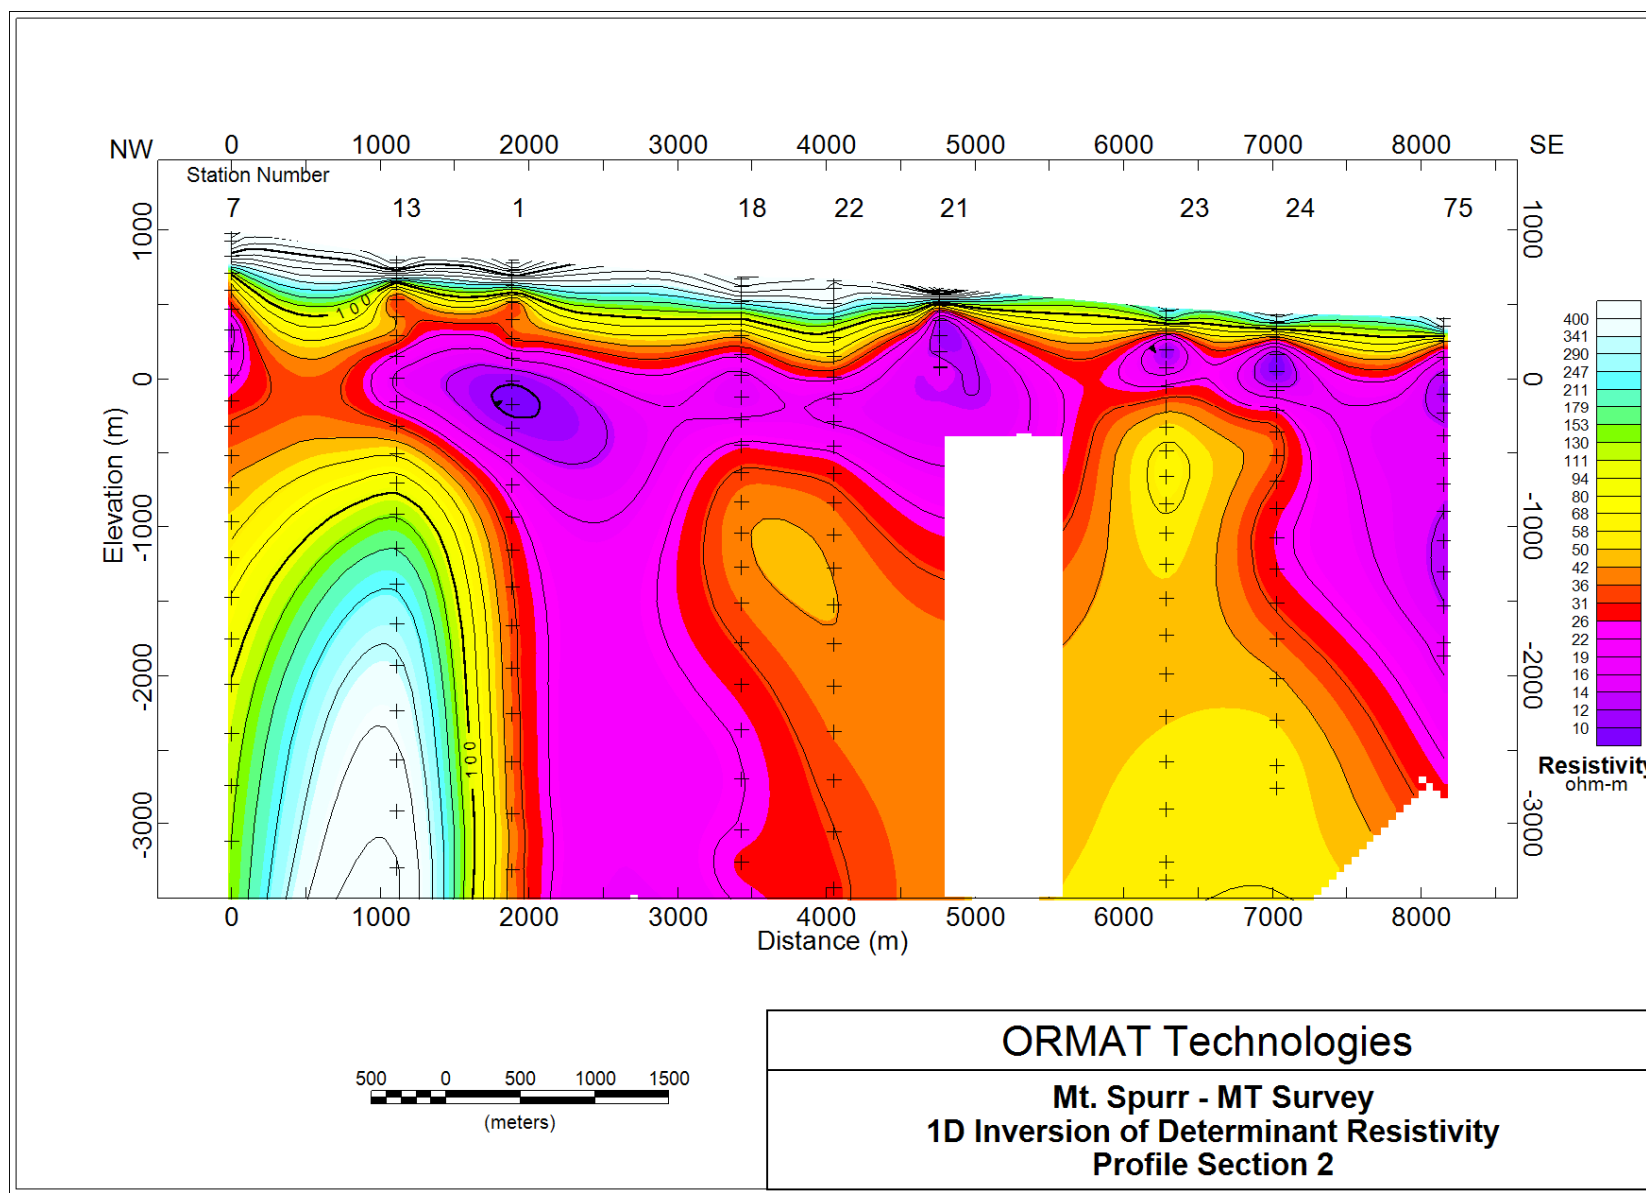 NW 0 1000 2000 3000 4000 5000 6000 7000 8000 SE
Station Number
7 13 1 18 22 21 23 24 75
1000 0 -1000 -2000 -3000
Elevation (m)
100
100
1000 0 -1000 -2000 -3000
0 1000 2000 3000 4000 5000 6000 7000 8000
Distance (m)
400
341
290
247
211
179
153
130
111
94
80
68
58
50
42
36
31
26
22
19
16
14
12
10
Resistivity
ohm-m
500 0 500 1000 1500
(meters)
ORMAT Technologies
Mt. Spurr - MT Survey
1D Inversion of Determinant Resistivity
Profile Section 2